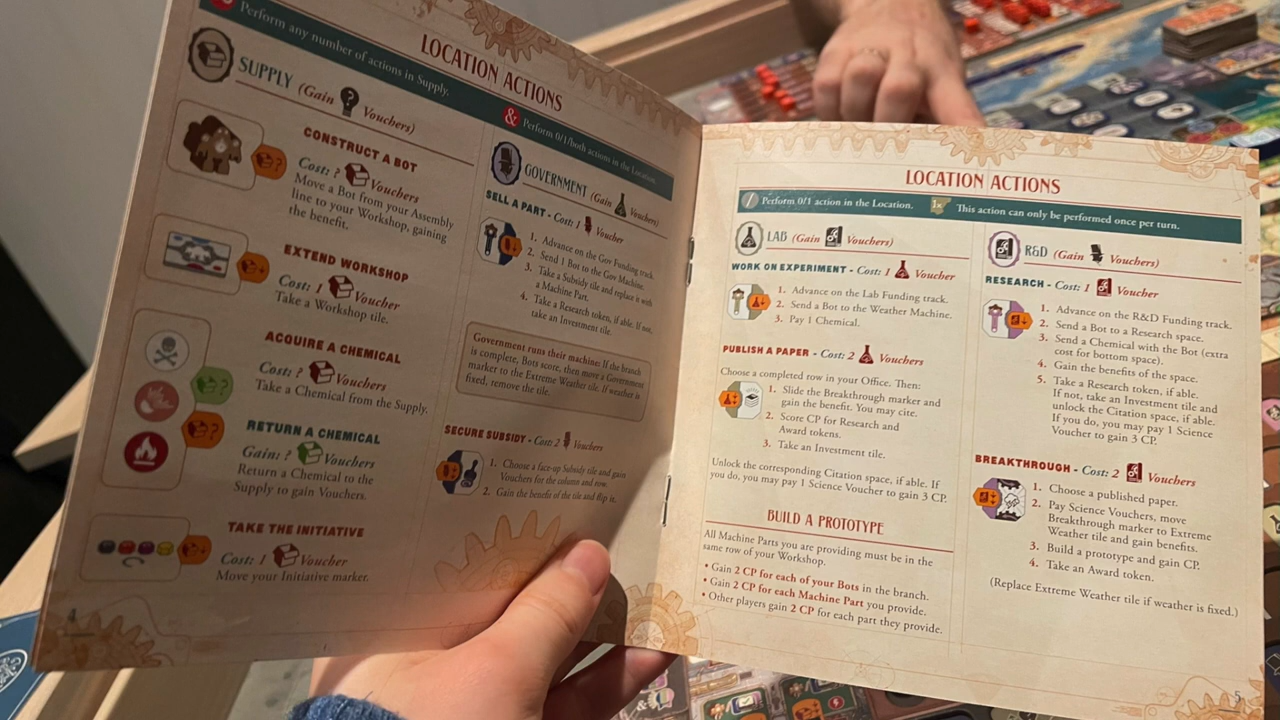 Perform any number of actions in Supply.
LOCATION ACTIONS
& Perform 0/1/both actions in the Location.
SUPPLY (Gain ? Vouchers)
CONSTRUCT A BOT
Cost: ? Vouchers
Move a Bot from your Assembly
line to your Workshop, gaining
the benefit.
EXTEND WORKSHOP
Cost: 1 Voucher
Take a Workshop tile.
ACQUIRE A CHEMICAL
Cost: ? Vouchers
Take a Chemical from the Supply.
RETURN A CHEMICAL
Gain: ? Vouchers
Return a Chemical to the
Supply to gain Vouchers.
TAKE THE INITIATIVE
Cost: 1 Voucher
Move your Initiative marker.
4
GOVERNMENT (Gain Vouchers)
SELL A PART - Cost: 1 Voucher
1. Advance on the Gov Funding track.
2. Send 1 Bot to the Gov Machine.
3. Take a Subsidy tile and replace it with
a Machine Part.
4. Take a Research token, if able. If not,
take an Investment tile.
Government runs their machine: If the branch
is complete, Bots score, then move a Government
marker to the Extreme Weather tile. If weather is
fixed, remove the tile.
SECURE SUBSIDY - Cost: 2 Vouchers
1. Choose a face-up Subsidy tile and gain
Vouchers for the column and row.
2. Gain the benefit of the tile and flip it.
LOCATION ACTIONS
/ Perform 0/1 action in the Location.
1x This action can only be performed once per turn.
LAB (Gain Vouchers)
WORK ON EXPERIMENT - Cost: 1 Voucher
1. Advance on the Lab Funding track.
2. Send a Bot to the Weather Machine.
3. Pay 1 Chemical.
PUBLISH A PAPER - Cost: 2 Vouchers
Choose a completed row in your Office. Then:
1. Slide the Breakthrough marker and
gain the benefit. You may cite.
2. Score CP for Research and
Award tokens.
3. Take an Investment tile.
Unlock the corresponding Citation space, if able. If
you do, you may pay 1 Science Voucher to gain 3 CP.
BUILD A PROTOTYPE
All Machine Parts you are providing must be in the
same row of your Workshop.
• Gain 2 CP for each of your Bots in the branch.
• Gain 2 CP for each Machine Part you provide.
• Other players gain 2 CP for each part they provide.
R&D (Gain Vouchers)
RESEARCH - Cost: 1 Voucher
1. Advance on the R&D Funding track.
2. Send a Bot to a Research space.
3. Send a Chemical with the Bot (extra
cost for bottom space).
4. Gain the benefits of the space.
5. Take a Research token, if able.
If not, take an Investment tile and
unlock the Citation space, if able.
If you do, you may pay 1 Science
Voucher to gain 3 CP.
BREAKTHROUGH - Cost: 2 Vouchers
1. Choose a published paper.
2. Pay Science Vouchers, move
Breakthrough marker to Extreme
Weather tile and gain benefits.
3. Build a prototype and gain CP.
4. Take an Award token.
(Replace Extreme Weather tile if weather is fixed.)
5